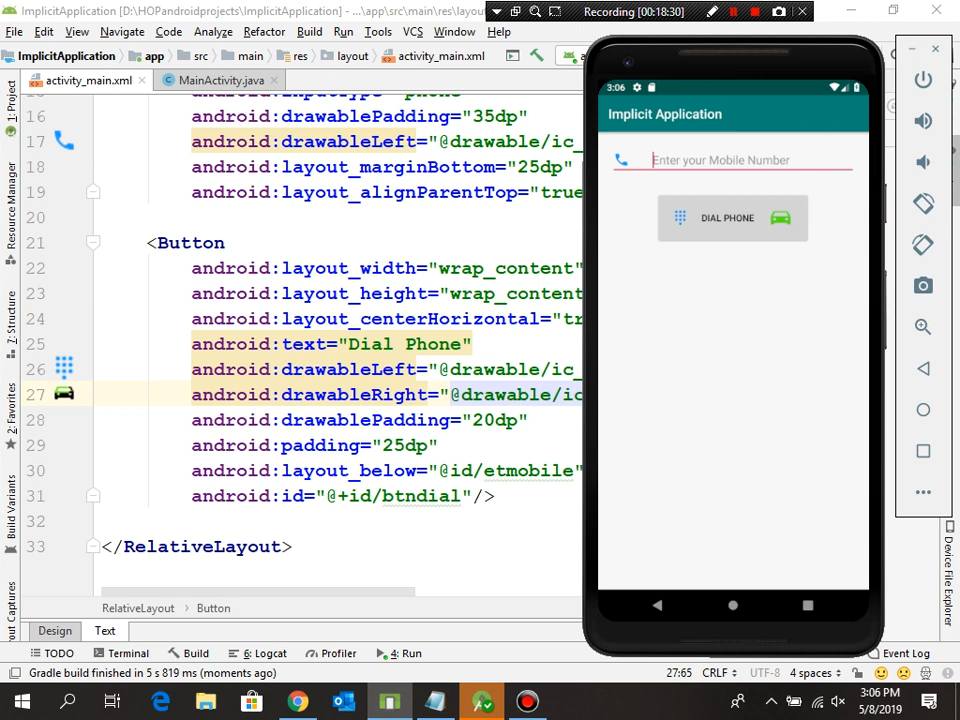 ImplicitApplication [D:\HOPandroidprojects\ImplicitApplication] - ...\app\src\main\res\layou
Recording [00:18:30]
File Edit View Navigate Code Analyze Refactor Build Run Tools VCS Window Help
ImplicitApplication app src main res layout activity_main.xml
activity_main.xml MainActivity.java
1: Project
Resource Manager
Z: Structure
2: Favorites
Build Variants
out Captures
16 android:drawablePadding="35dp"
17 android:drawableLeft="@drawable/ic_
18 android:layout_marginBottom="25dp"
19 android:layout_alignParentTop="true
20
21 <Button
22 android:layout_width="wrap_content"
23 android:layout_height="wrap_content
24 android:layout_centerHorizontal="tr
25 android:text="Dial Phone"
26 android:drawableLeft="@drawable/ic_
27 android:drawableRight="@drawable/ic
28 android:drawablePadding="20dp"
29 android:padding="25dp"
30 android:layout_below="@id/etmobile"
31 android:id="@+id/btndial"/>
32
33 </RelativeLayout>
3:06
Implicit Application
Enter your Mobile Number
DIAL PHONE
Device File Explorer
RelativeLayout › Button
Design Text
TODO Terminal Build 6: Logcat Profiler 4: Run Event Log
Gradle build finished in 5 s 819 ms (moments ago) 27:65 CRLF UTF-8 4 spaces
3:06 PM
5/8/2019